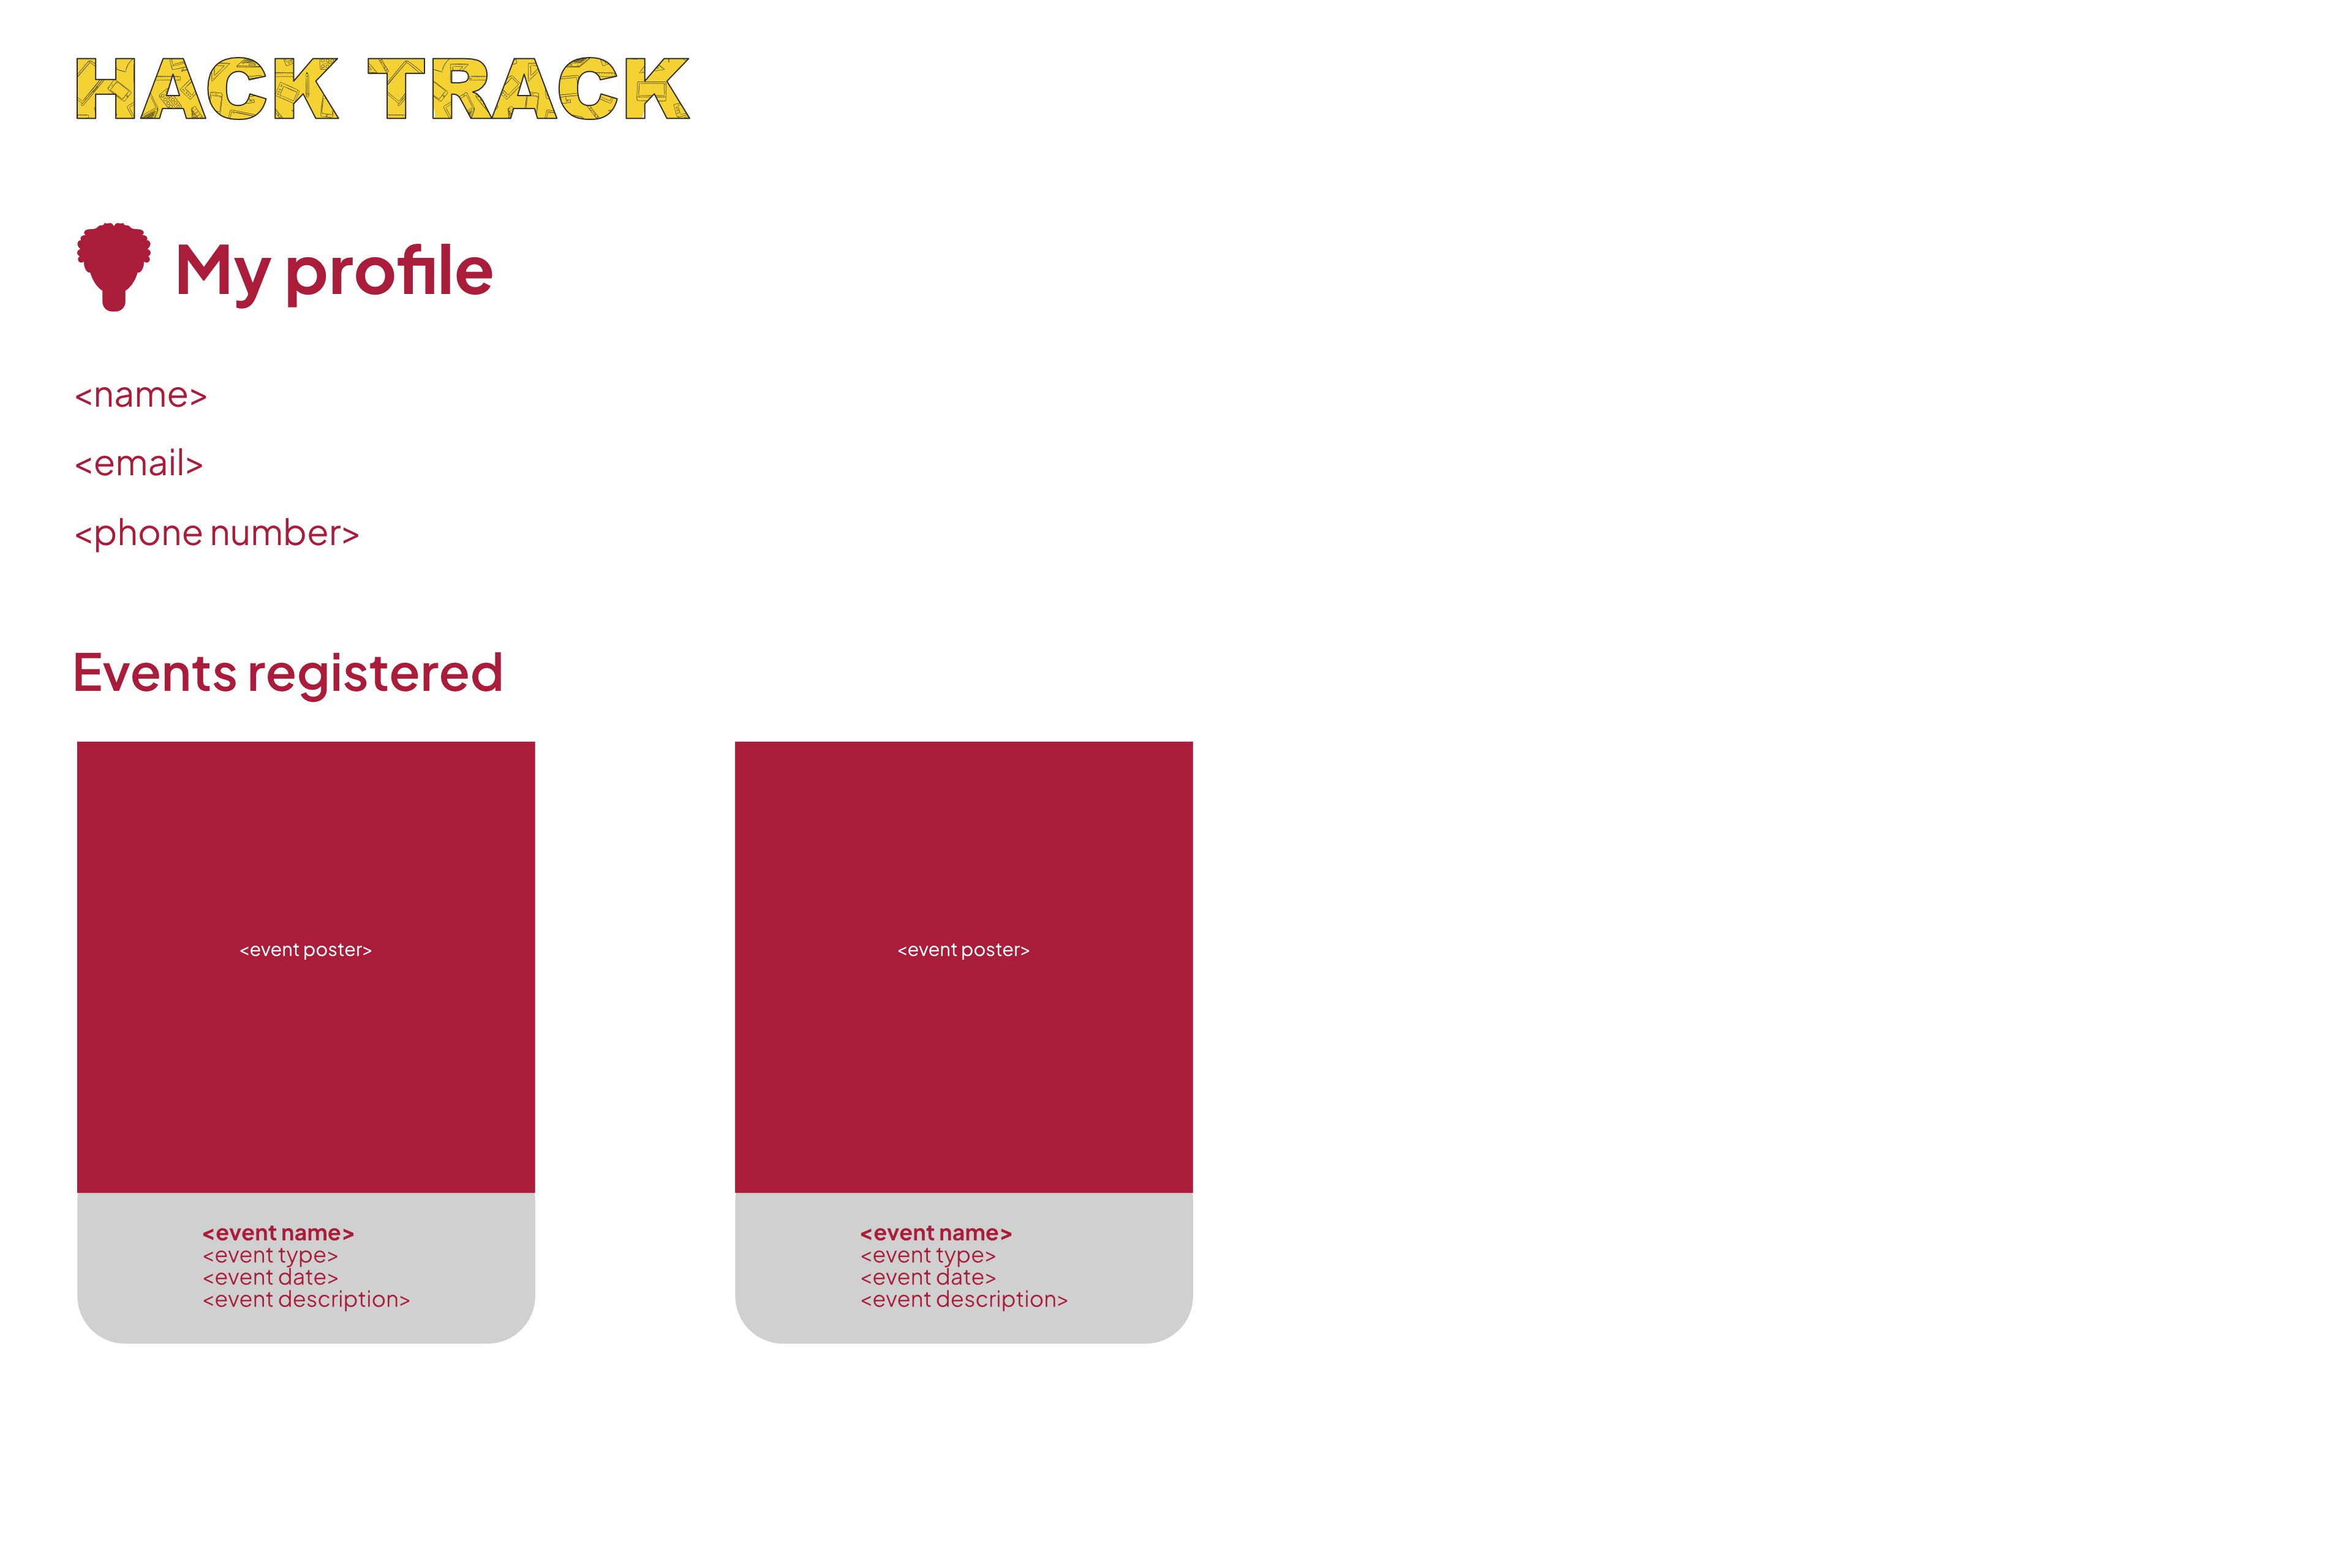 HACK TRACK
My profile
<name>
<email>
<phone number>
Events registered
<event poster>
<event poster>
<event name>
<event type>
<event date>
<event description>
<event name>
<event type>
<event date>
<event description>